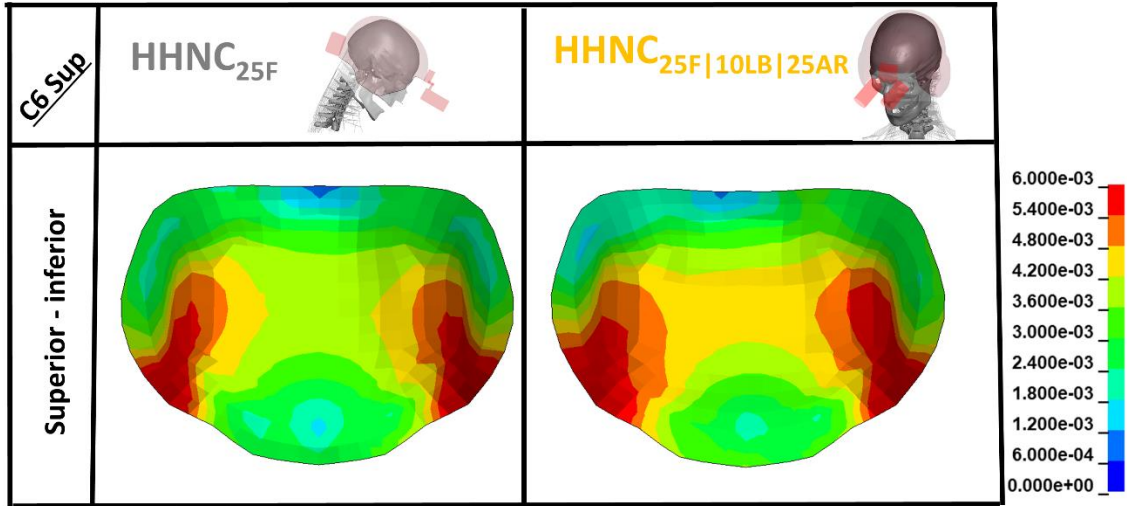 C6 Sup
HHNC25F
HHNC25F|10LB|25AR
Superior - inferior
6.000e-03
5.400e-03
4.800e-03
4.200e-03
3.600e-03
3.000e-03
2.400e-03
1.800e-03
1.200e-03
6.000e-04
0.000e+00